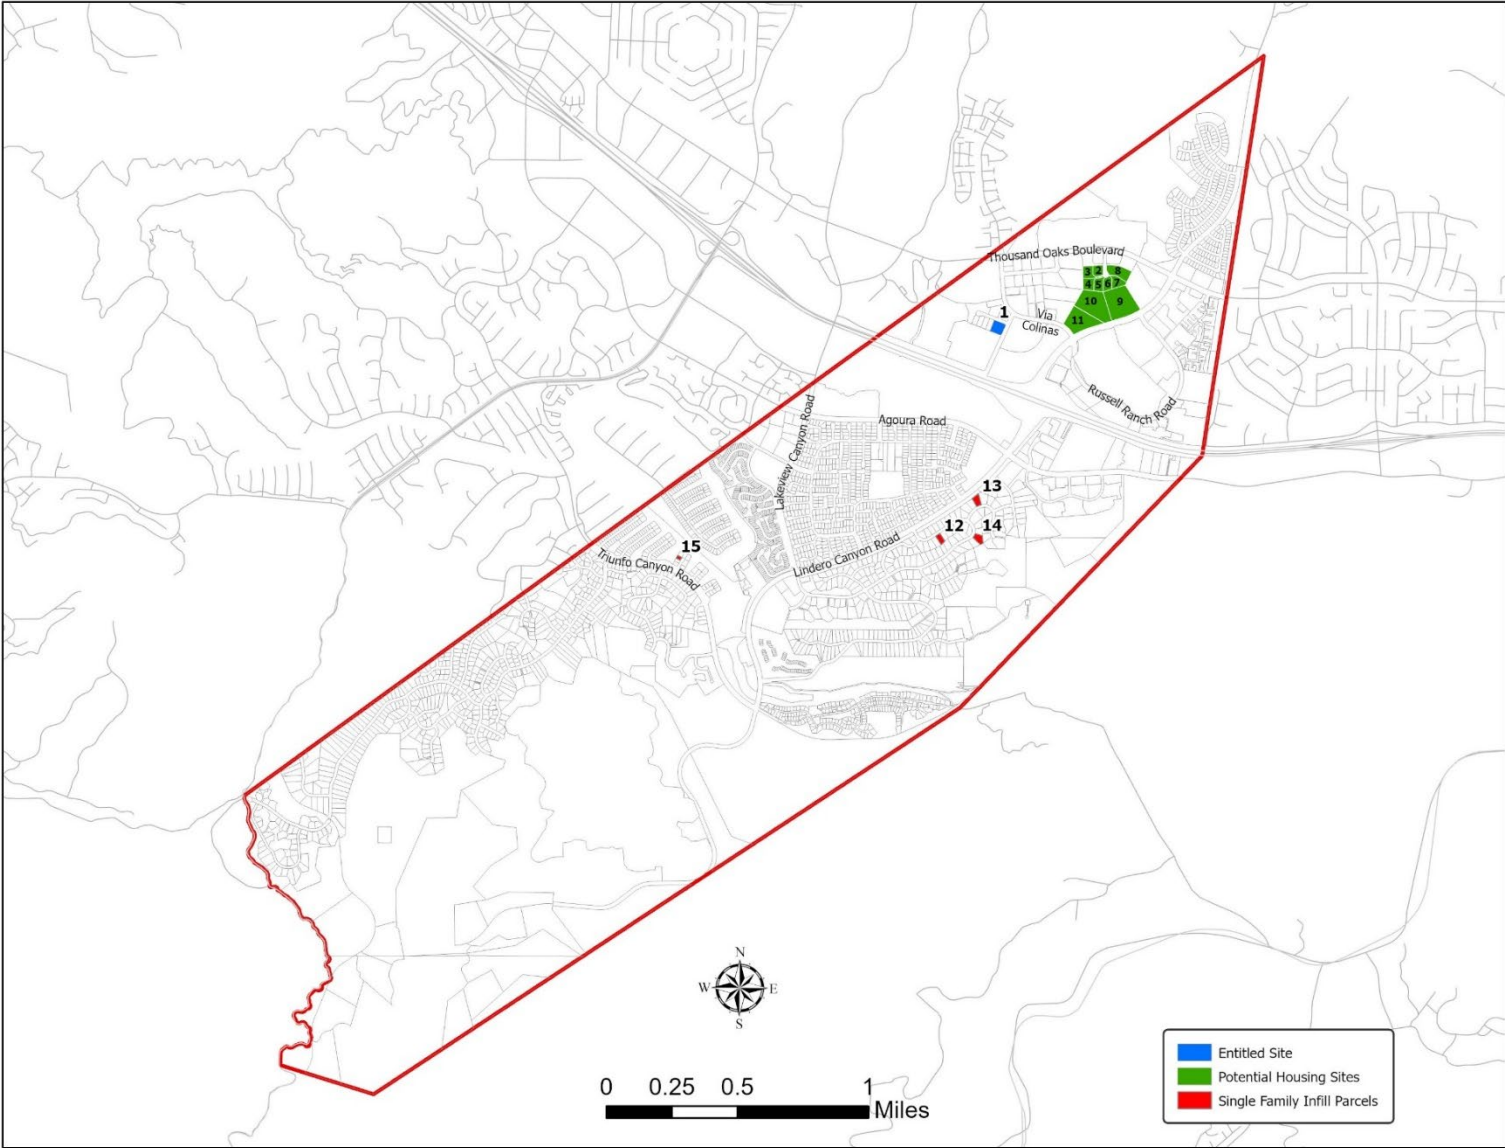 Thousand Oaks Boulevard
3 2 8
4 5 6 7
10 9
11
1
Via
Colinas
Russell Ranch Road
Agoura Road
Lakeview Canyon Road
13
12 14
Lindero Canyon Road
15
Triunfo Canyon Road
N
W E
S
0 0.25 0.5 1
Miles
Entitled Site
Potential Housing Sites
Single Family Infill Parcels